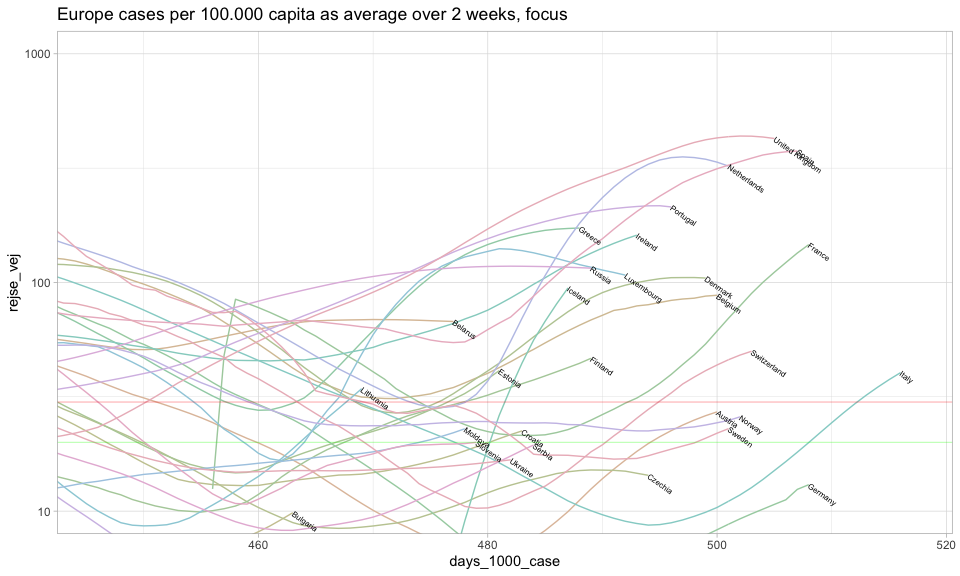 Europe cases per 100.000 capita as average over 2 weeks, focus
1000
United Kingdom
Spain
Netherlands
Portugal
Greece
Ireland
France
100
Russia
Luxembourg
Iceland
Denmark
Belgium
Belarus
Switzerland
Finland
Estonia
Italy
Lithuania
Austria
Norway
Moldova
Croatia
Sweden
Slovenia
Serbia
Ukraine
Czechia
Germany
10
Bulgaria
460
480
500
520
days_1000_case
rejse_vej